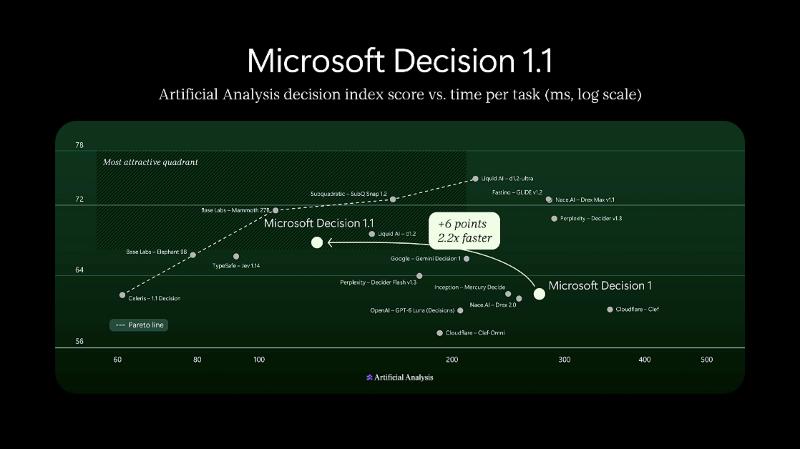 Microsoft Decision 1.1
Artificial Analysis decision index score vs. time per task (ms, log scale)
78
Most attractive quadrant
Liquid AI – d1.2-ultra
Subquadratic – SubQ Snap 1.2
Fastino – GLiDE v1.2
Nace.AI – Drex Max v1.1
72
Base Labs – Mammoth 27B
Perplexity – Decider v1.3
Microsoft Decision 1.1
+6 points
2.2x faster
Liquid AI – d1.2
Base Labs – Elephant 9B
Google – Gemini Decision 1
TypeSafe – Jev 1.14
64
Perplexity – Decider Flash v1.3
Inception – Mercury Decide
Microsoft Decision 1
Celeris – 1.1 Decision
Nace.AI – Drex 2.0
OpenAI – GPT-5 Luna (Decisions)
Cloudflare – Clef
Pareto line
Cloudflare – Clef-Omni
56
60 80 100 200 300 400 500
Artificial Analysis